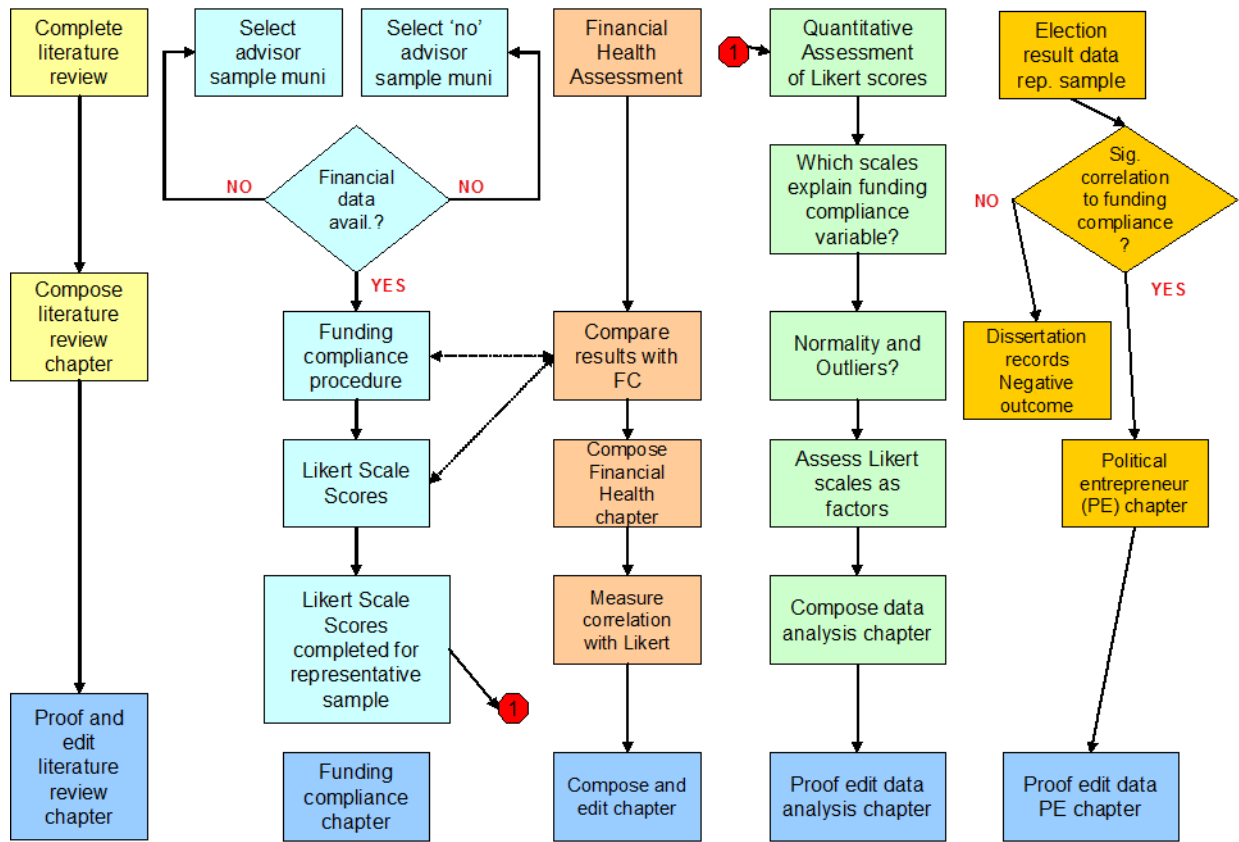 Complete
literature
review
Compose
literature
review
chapter
Proof and
edit
literature
review
chapter
Select
advisor
sample muni
Select ‘no’
advisor
sample muni
NO
Financial
data
avail.?
NO
YES
Funding
compliance
procedure
Likert Scale
Scores
Likert Scale
Scores
completed for
representative
sample
1
Funding
compliance
chapter
Financial
Health
Assessment
Compare
results with
FC
Compose
Financial
Health
chapter
Measure
correlation
with Likert
Compose and
edit chapter
1
Quantitative
Assessment
of Likert scores
Which scales
explain funding
compliance
variable?
Normality and
Outliers?
Assess Likert
scales as
factors
Compose data
analysis chapter
Proof edit data
analysis chapter
Election
result data
rep. sample
Sig.
correlation
to funding
compliance
?
NO
YES
Dissertation
records
Negative
outcome
Political
entrepreneur
(PE) chapter
Proof edit data
PE chapter